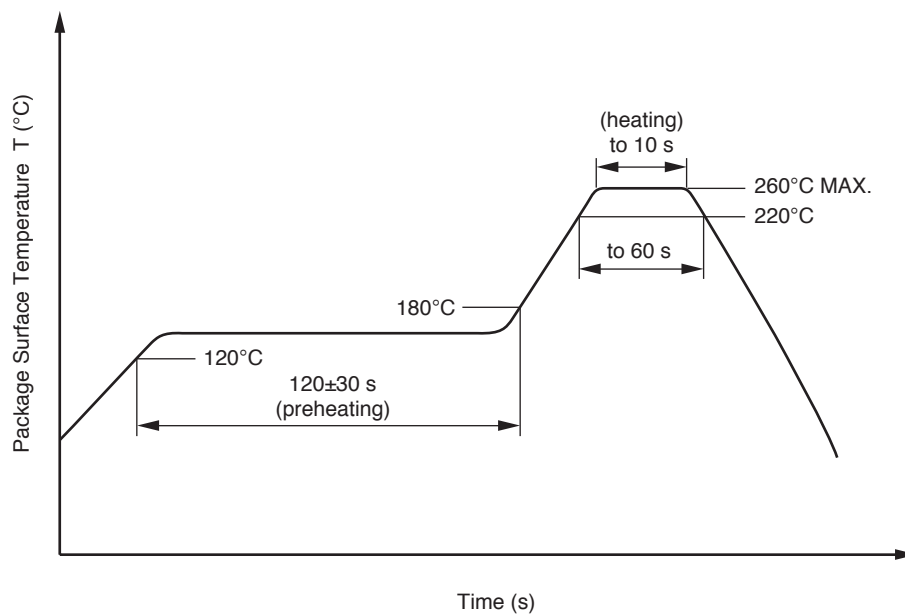 Package Surface Temperature T (°C)
(heating)
to 10 s
260°C MAX.
220°C
to 60 s
180°C
120°C
120±30 s
(preheating)
Time (s)